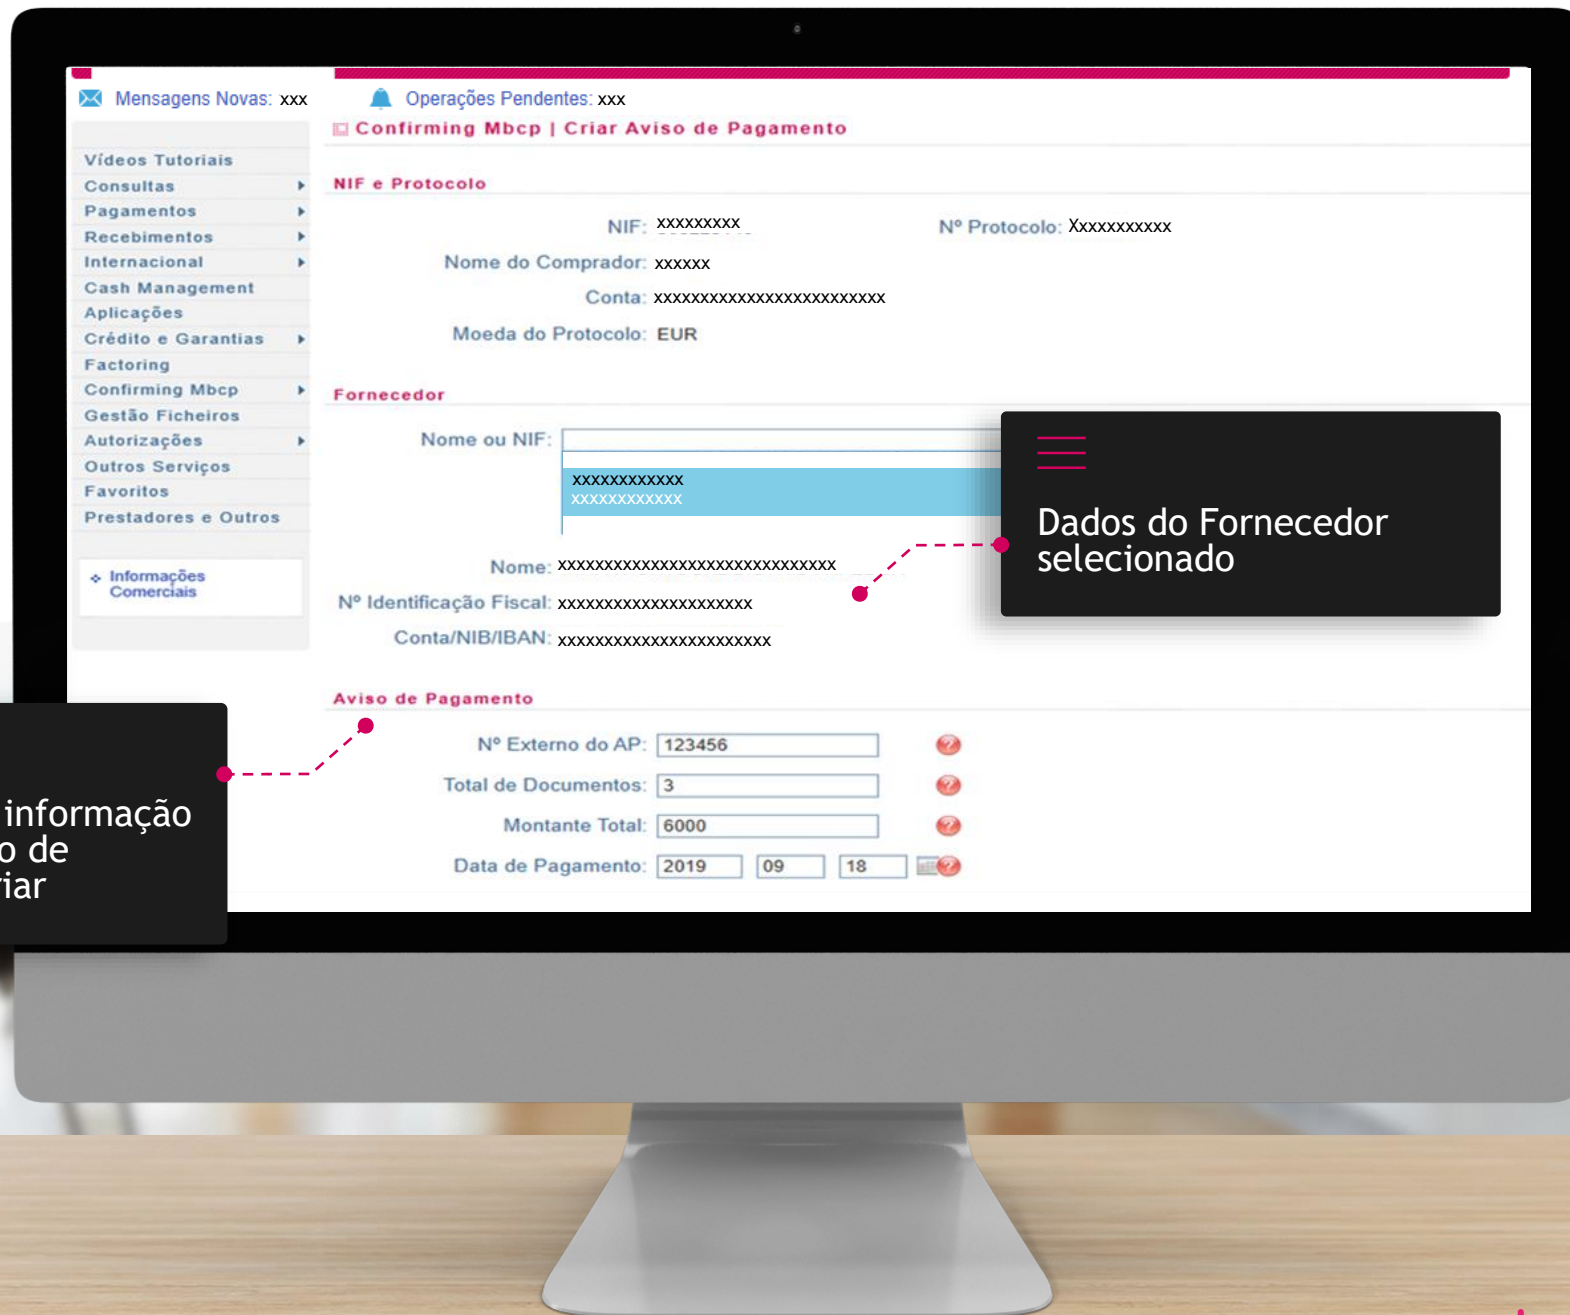 Mensagens Novas: xxx
Operações Pendentes: xxx
Confirming Mbcp | Criar Aviso de Pagamento
Vídeos Tutoriais
Consultas
Pagamentos
Recebimentos
Internacional
Cash Management
Aplicações
Crédito e Garantias
Factoring
Confirming Mbcp
Gestão Ficheiros
Autorizações
Outros Serviços
Favoritos
Prestadores e Outros
Informações
Comerciais
NIF e Protocolo
NIF: xxxxxxxxx
Nº Protocolo: Xxxxxxxxxxx
Nome do Comprador: xxxxxx
Conta: xxxxxxxxxxxxxxxxxxxxxxxxx
Moeda do Protocolo: EUR
Fornecedor
Nome ou NIF:
xxxxxxxxxxxx
xxxxxxxxxxxx
Nome: xxxxxxxxxxxxxxxxxxxxxxxxxxxxxx
Nº Identificação Fiscal: xxxxxxxxxxxxxxxxxxxxx
Conta/NIB/IBAN: xxxxxxxxxxxxxxxxxxxxxxx
Dados do Fornecedor
selecionado
Aviso de Pagamento
Nº Externo do AP: 123456
Total de Documentos: 3
Montante Total: 6000
Data de Pagamento: 2019 09 18
informação
o de
riar